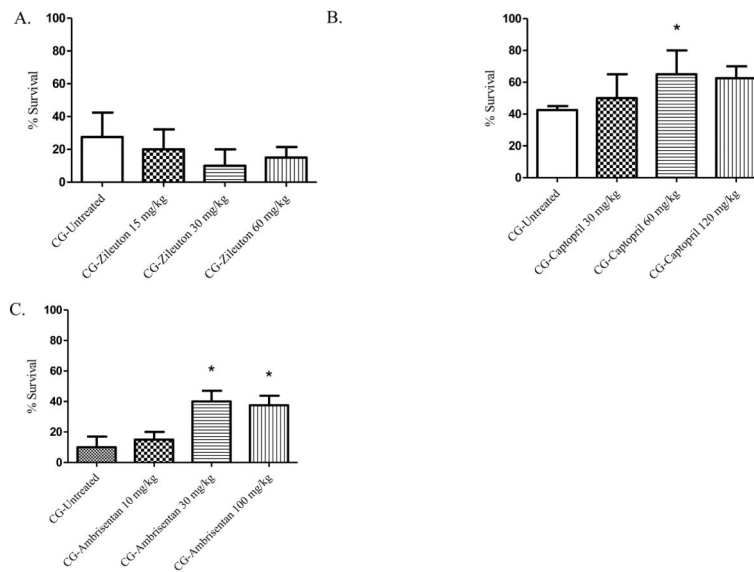 A.
100
80
60
40
20
0
% Survival
CG-Untreated
CG-Zileuton 15 mg/kg
CG-Zileuton 30 mg/kg
CG-Zileuton 60 mg/kg
B.
100
80
60
40
20
0
% Survival
*
CG-Untreated
CG-Captopril 30 mg/kg
CG-Captopril 60 mg/kg
CG-Captopril 120 mg/kg
C.
100
80
60
40
20
0
% Survival
*
*
CG-Untreated
CG-Ambrisentan 10 mg/kg
CG-Ambrisentan 30 mg/kg
CG-Ambrisentan 100 mg/kg